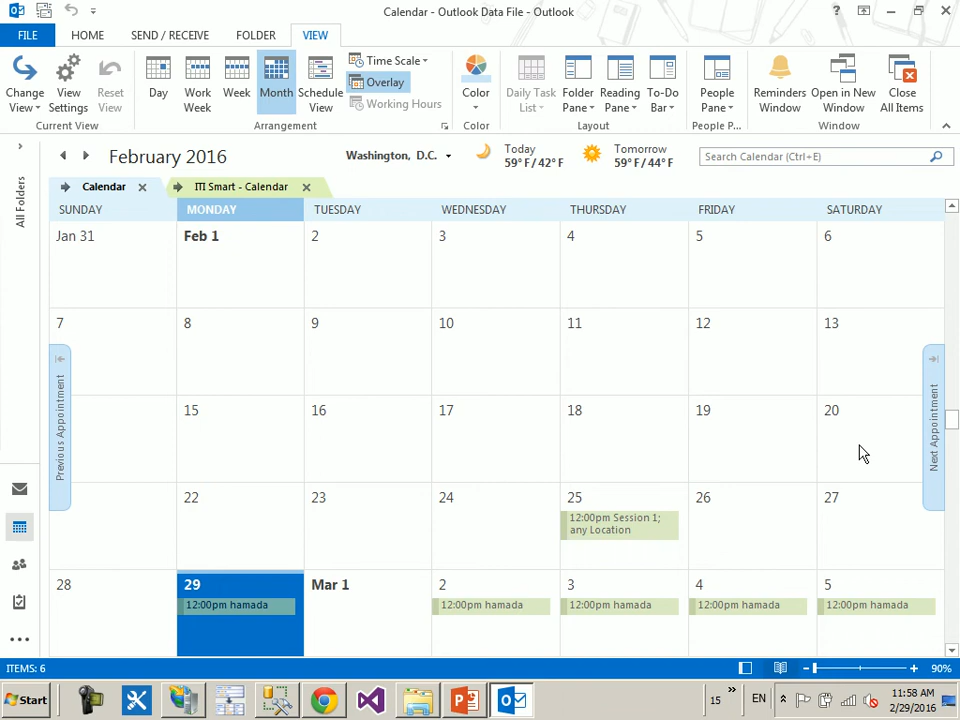 Calendar - Outlook Data File - Outlook
?
FILE
HOME
SEND / RECEIVE
FOLDER
VIEW
Change View
View Settings
Reset View
Day
Work Week
Week
Month
Schedule View
Time Scale
Overlay
Working Hours
Color
Daily Task List
Folder Pane
Reading Pane
To-Do Bar
People Pane
Reminders Window
Open in New Window
Close All Items
Current View
Arrangement
Color
Layout
People P...
Window
All Folders
February 2016
Washington, D.C.
Today
59° F / 42° F
Tomorrow
59° F / 44° F
Search Calendar (Ctrl+E)
Calendar
ITI Smart - Calendar
SUNDAY
MONDAY
TUESDAY
WEDNESDAY
THURSDAY
FRIDAY
SATURDAY
Jan 31
Feb 1
2
3
4
5
6
7
8
9
10
11
12
13
15
16
17
18
19
20
Previous Appointment
Next Appointment
22
23
24
25
26
27
12:00pm Session 1;
any Location
28
29
Mar 1
2
3
4
5
12:00pm hamada
12:00pm hamada
12:00pm hamada
12:00pm hamada
12:00pm hamada
ITEMS: 6
90%
Start
15
EN
11:58 AM
2/29/2016